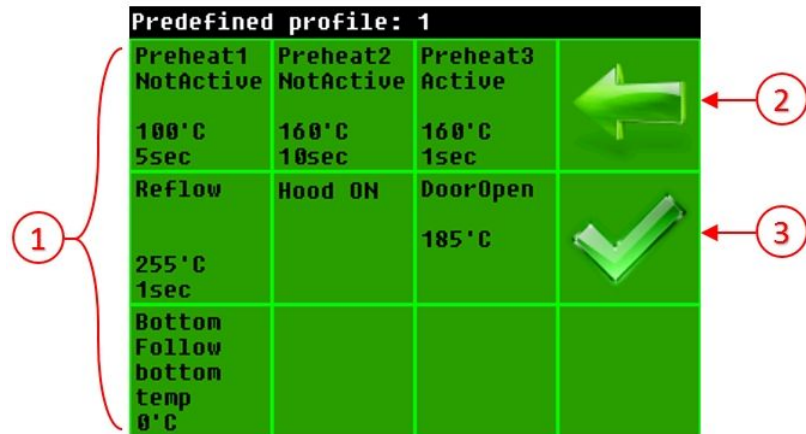 Predefined profile: 1
Preheat1
NotActive
100'C
5sec
Preheat2
NotActive
160'C
10sec
Preheat3
Active
160'C
1sec
2
Reflow
255'C
1sec
Hood ON
DoorOpen
185'C
3
1
Bottom
Follow
bottom
temp
0'C